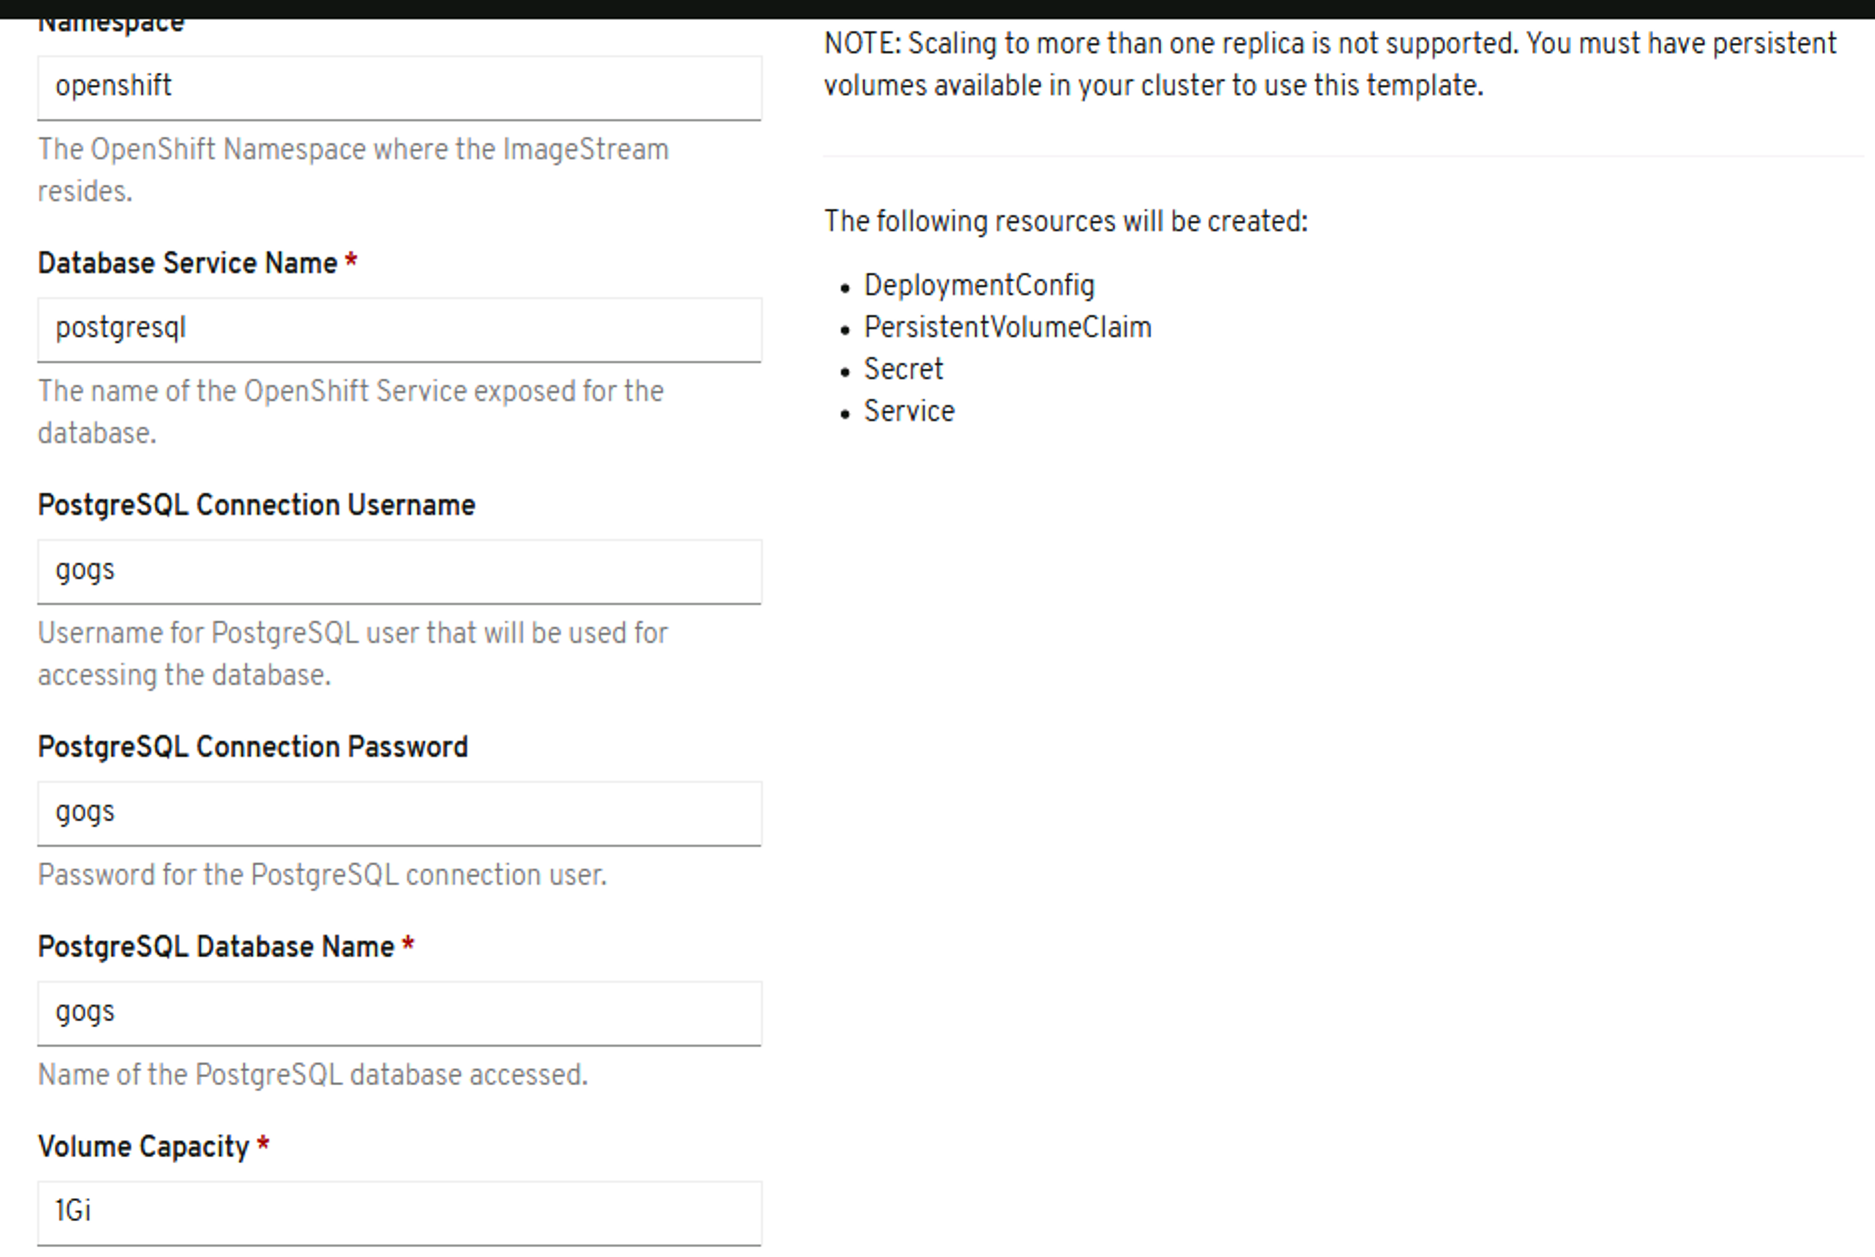 Namespace
openshift
The OpenShift Namespace where the ImageStream
resides.
Database Service Name *
postgresql
The name of the OpenShift Service exposed for the
database.
PostgreSQL Connection Username
gogs
Username for PostgreSQL user that will be used for
accessing the database.
PostgreSQL Connection Password
gogs
Password for the PostgreSQL connection user.
PostgreSQL Database Name *
gogs
Name of the PostgreSQL database accessed.
Volume Capacity *
1Gi
NOTE: Scaling to more than one replica is not supported. You must have persistent
volumes available in your cluster to use this template.
The following resources will be created:
• DeploymentConfig
• PersistentVolumeClaim
• Secret
• Service